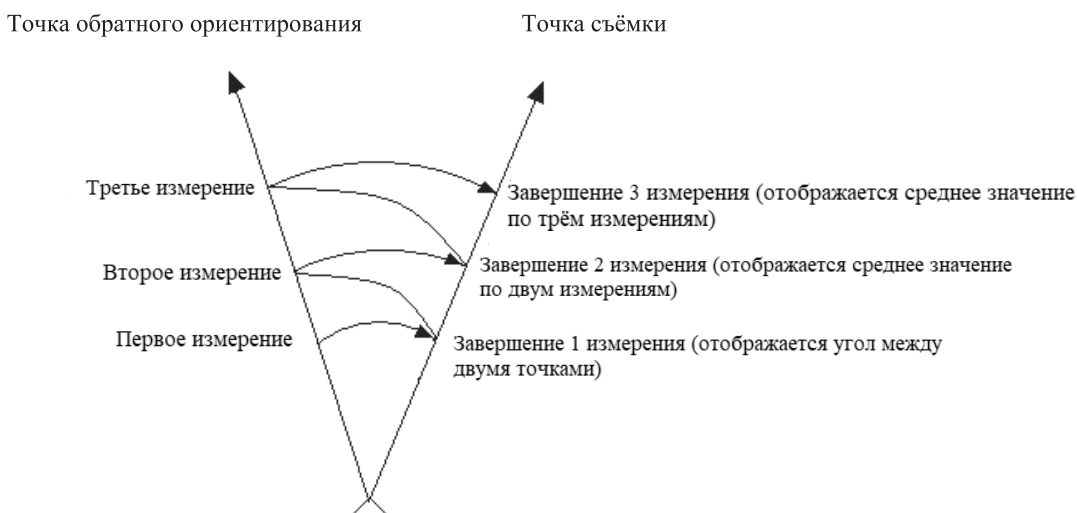 Точка обратного ориентирования
Точка съёмки
Третье измерение
Завершение 3 измерения (отображается среднее значение
по трём измерениям)
Второе измерение
Завершение 2 измерения (отображается среднее значение
по двум измерениям)
Первое измерение
Завершение 1 измерения (отображается угол между
двумя точками)